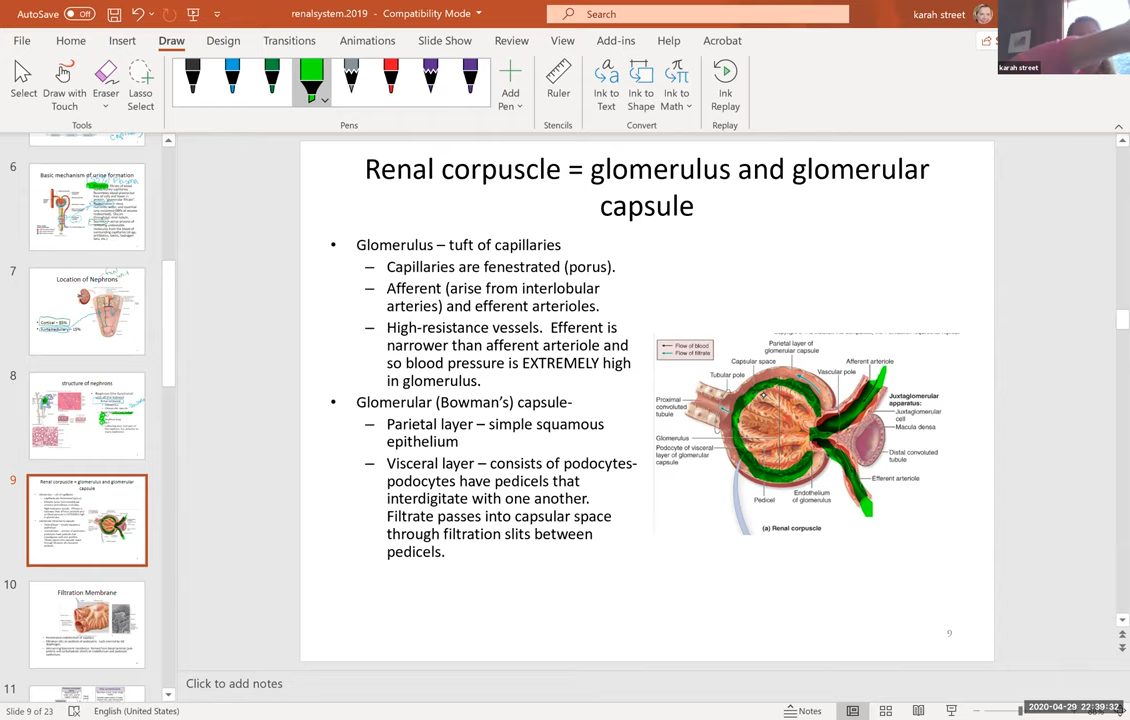 AutoSave Off
renalsystem.2019 - Compatibility Mode
Search
karah street
File Home Insert Draw Design Transitions Animations Slide Show Review View Add-ins Help Acrobat
karah street
Select
Draw with Touch
Eraser
Lasso Select
Add Pen
Ruler
Ink to Text
Ink to Shape
Ink to Math
Ink Replay
Tools
Pens
Stencils
Convert
Replay
6
Basic mechanism of urine formation
7
Location of Nephrons
8
structure of nephrons
9
Renal corpuscle = glomerulus and glomerular capsule
10
Filtration Membrane
11
Renal corpuscle = glomerulus and glomerular
capsule
• Glomerulus – tuft of capillaries
– Capillaries are fenestrated (porus).
– Afferent (arise from interlobular
arteries) and efferent arterioles.
– High-resistance vessels. Efferent is
narrower than afferent arteriole and
so blood pressure is EXTREMELY high
in glomerulus.
• Glomerular (Bowman's) capsule-
– Parietal layer – simple squamous
epithelium
– Visceral layer – consists of podocytes-
podocytes have pedicels that
interdigitate with one another.
Filtrate passes into capsular space
through filtration slits between
pedicels.
Flow of blood
Flow of filtrate
Parietal layer of
glomerular capsule
Capsular space
Afferent arteriole
Tubular pole
Vascular pole
Juxtaglomerular
apparatus:
Juxtaglomerular
cell
Macula densa
Proximal
convoluted
tubule
Glomerulus
Podocyte of visceral
layer of glomerular
capsule
Distal convoluted
tubule
Efferent arteriole
Pedicel
Endothelium
of glomerulus
(a) Renal corpuscle
9
Click to add notes
Slide 9 of 23
English (United States)
Notes
2020-04-29 22:39:32